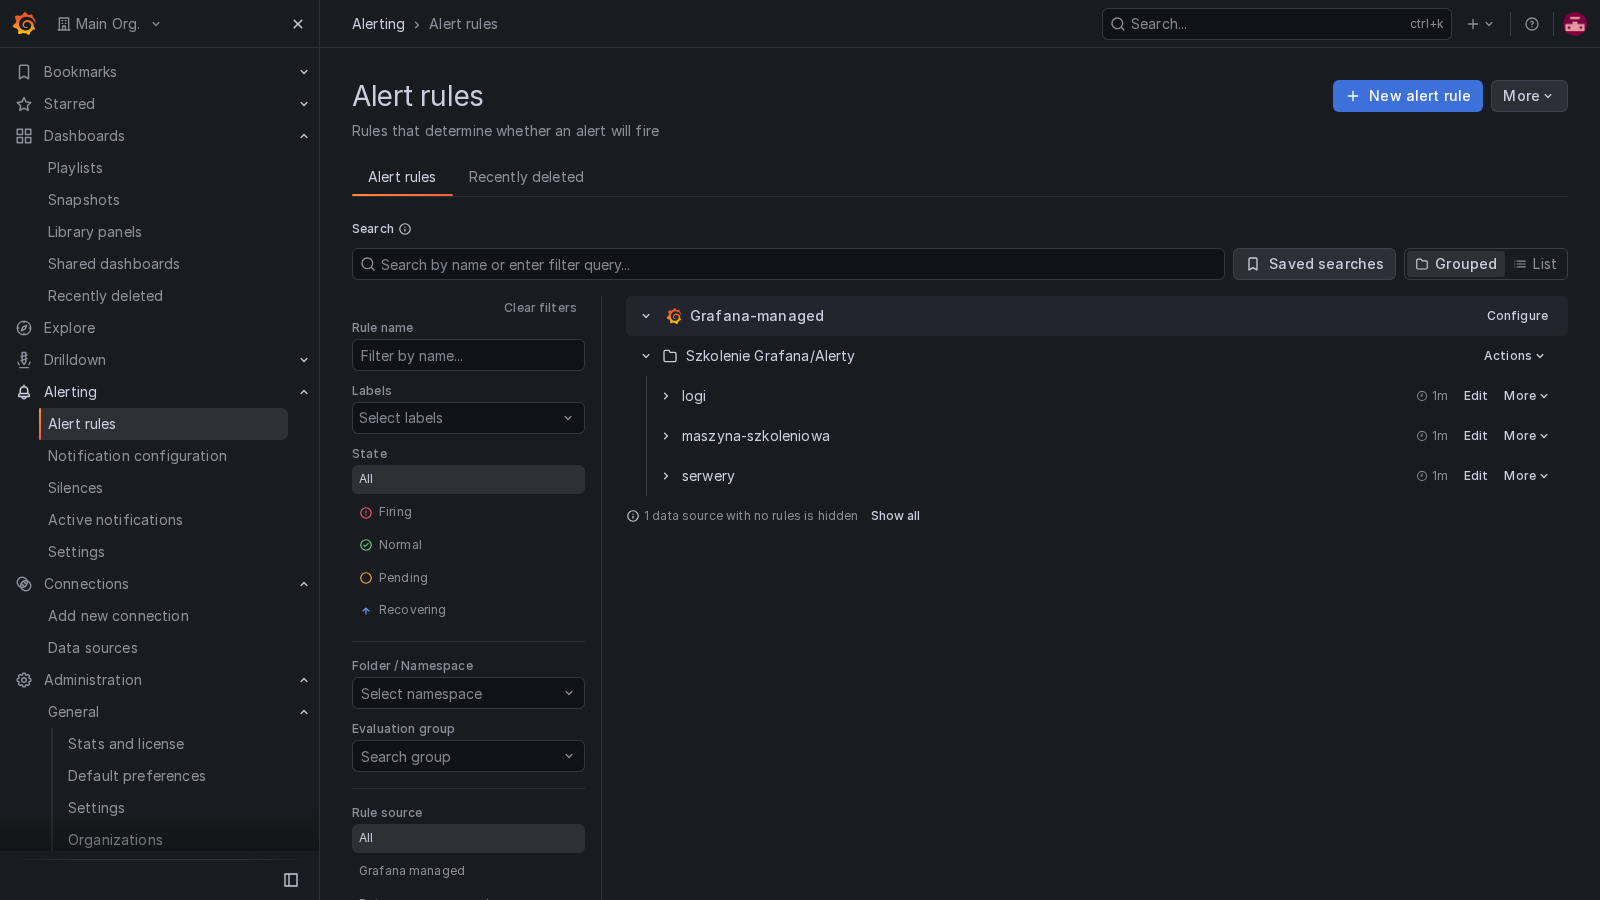 Main Org.
Alerting
Alert rules
Search...
ctrl+k
Bookmarks
Starred
Dashboards
Playlists
Snapshots
Library panels
Shared dashboards
Recently deleted
Explore
Drilldown
Alerting
Alert rules
Notification configuration
Silences
Active notifications
Settings
Connections
Add new connection
Data sources
Administration
General
Stats and license
Default preferences
Settings
Organizations
Alert rules
New alert rule
More
Rules that determine whether an alert will fire
Alert rules
Recently deleted
Search
Search by name or enter filter query...
Saved searches
Grouped
List
Clear filters
Rule name
Filter by name...
Labels
Select labels
State
All
Firing
Normal
Pending
Recovering
Folder / Namespace
Select namespace
Evaluation group
Search group
Rule source
All
Grafana managed
Grafana-managed
Configure
Szkolenie Grafana/Alerty
Actions
logi
1m
Edit
More
maszyna-szkoleniowa
1m
Edit
More
serwery
1m
Edit
More
1 data source with no rules is hidden
Show all